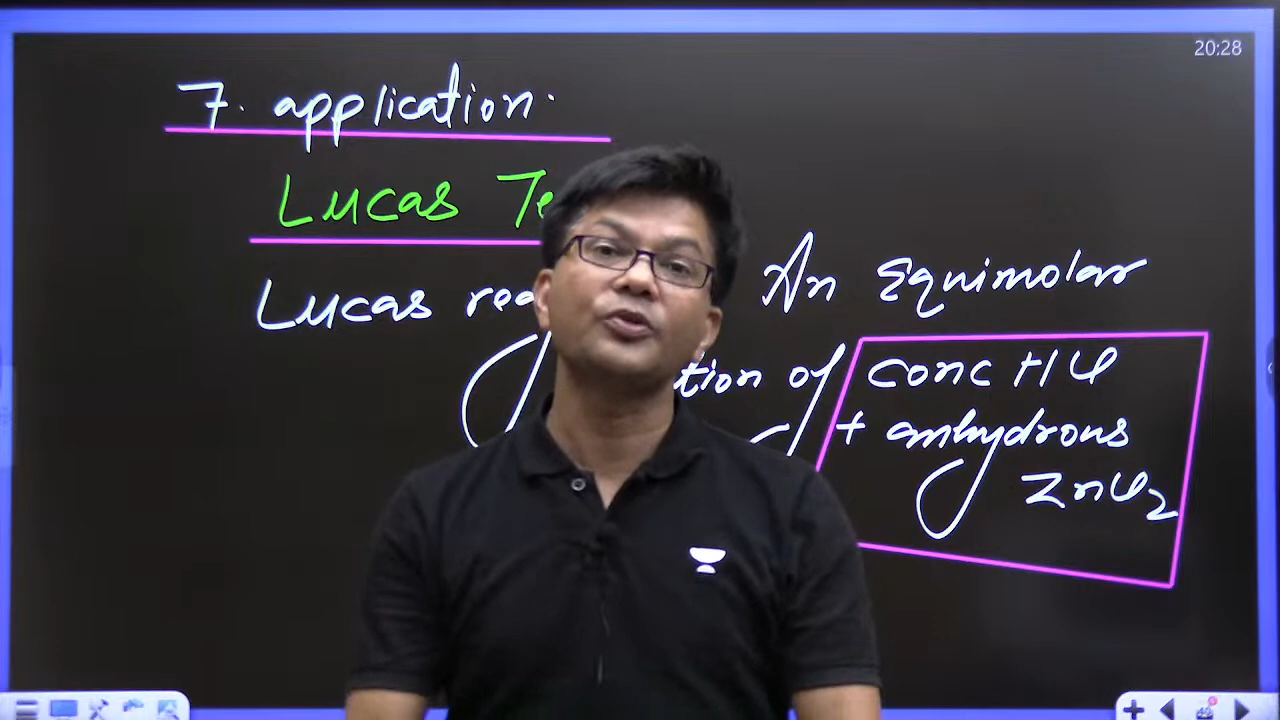 20:28
7. application.
Lucas Te
Lucas rea An Equimolar
tion of conc HCl
+ anhydrous
ZnCl2